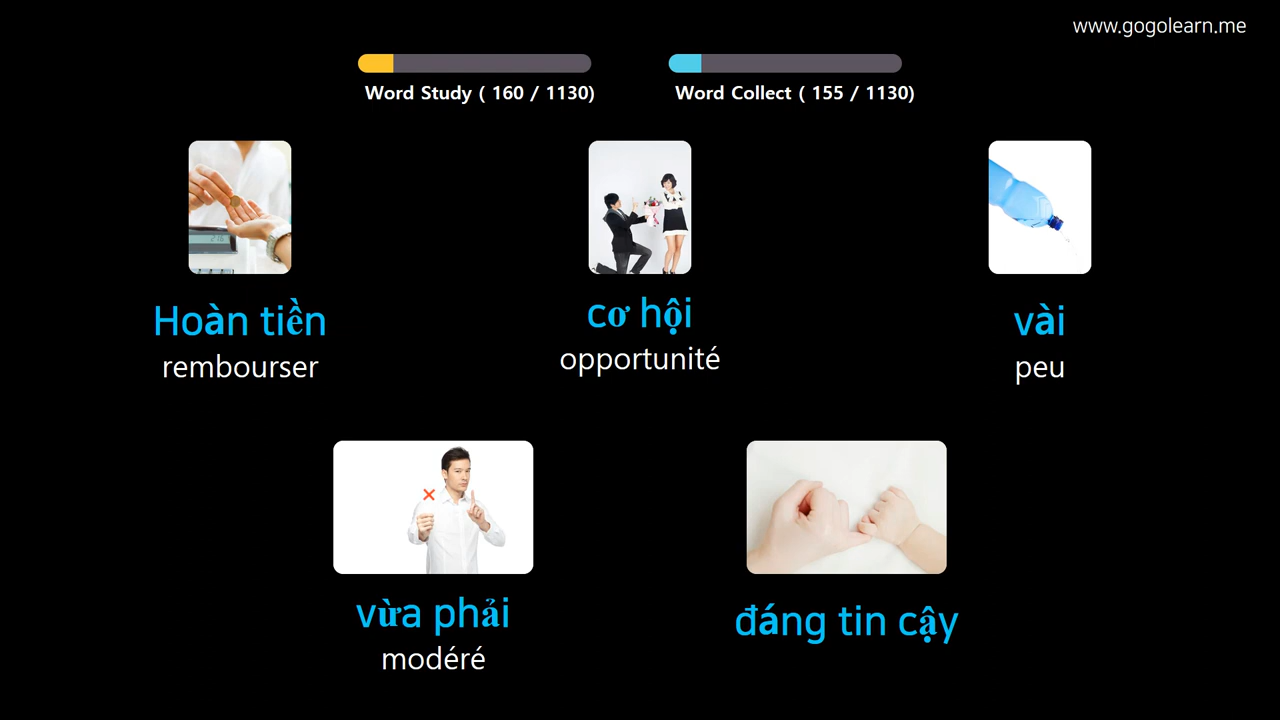 www.gogolearn.me
Word Study ( 160 / 1130)
Word Collect ( 155 / 1130)
Hoàn tiền
rembourser
cơ hội
opportunité
vài
peu
vừa phải
modéré
đáng tin cậy